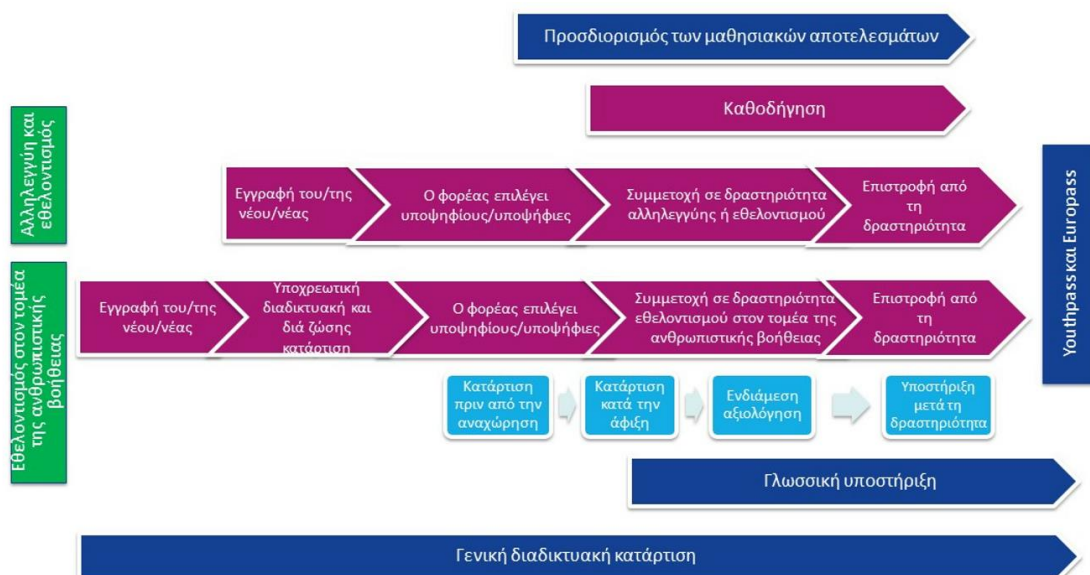 Προσδιορισμός των μαθησιακών αποτελεσμάτων
Καθοδήγηση
Αλληλεγγύη και
εθελοντισμός
Εγγραφή του/της
νέου/νέας
Ο φορέας επιλέγει
υποψηφίους/υποψήφιες
Συμμετοχή σε δραστηριότητα
αλληλεγγύης ή εθελοντισμού
Επιστροφή από
τη
δραστηριότητα
Youthpass και Europass
Εθελοντισμός στον τομέα
της ανθρωπιστικής
βοήθειας
Εγγραφή του/της
νέου/νέας
Υποχρεωτική
διαδικτυακή και
διά ζώσης
κατάρτιση
Ο φορέας επιλέγει
υποψηφίους/υποψήφιες
Συμμετοχή σε δραστηριότητα
εθελοντισμού στον τομέα της
ανθρωπιστικής βοήθειας
Επιστροφή από
τη
δραστηριότητα
Κατάρτιση
πριν από την
αναχώρηση
Κατάρτιση
κατά την
άφιξη
Ενδιάμεση
αξιολόγηση
Υποστήριξη
μετά τη
δραστηριότητα
Γλωσσική υποστήριξη
Γενική διαδικτυακή κατάρτιση